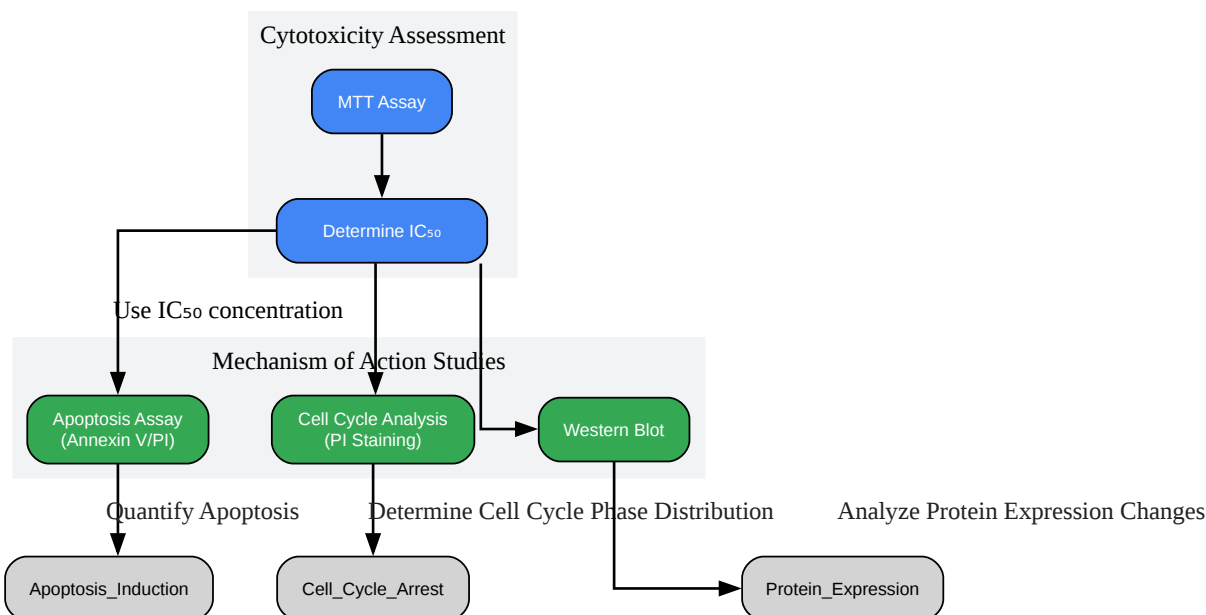 Cytotoxicity Assessment
MTT Assay
Determine IC₅₀
Use IC₅₀ concentration
Mechanism of Action Studies
Apoptosis Assay
(Annexin V/PI)
Cell Cycle Analysis
(PI Staining)
Western Blot
Quantify Apoptosis
Determine Cell Cycle Phase Distribution
Analyze Protein Expression Changes
Apoptosis_Induction
Cell_Cycle_Arrest
Protein_Expression